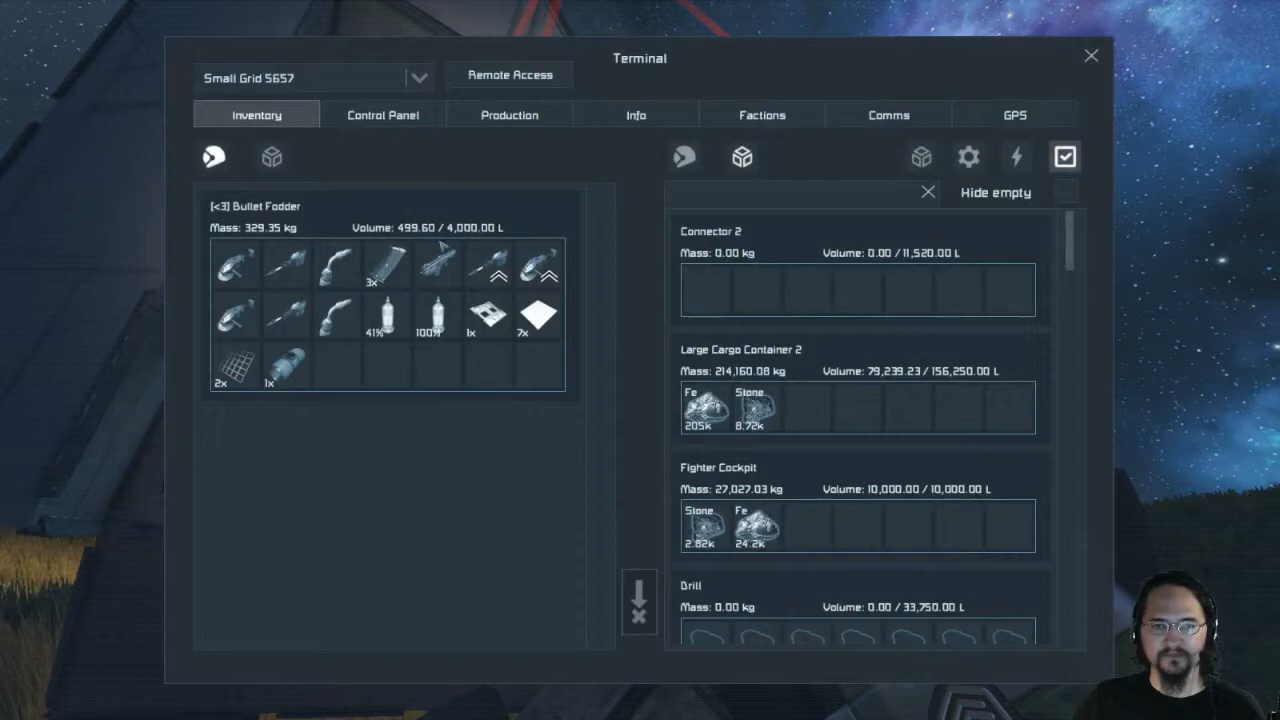 Terminal
Small Grid 5657
Remote Access
Inventory
Control Panel
Production
Info
Factions
Comms
GPS
Hide empty
[<3] Bullet Fodder
Mass: 329.35 kg
Volume: 499.60 / 4,000.00 L
3x
41%
100%
1x
7x
2x
1x
Connector 2
Mass: 0.00 kg
Volume: 0.00 / 11,520.00 L
Large Cargo Container 2
Mass: 214,160.08 kg
Volume: 79,239.23 / 156,250.00 L
Fe
Stone
205k
8.72k
Fighter Cockpit
Mass: 27,027.03 kg
Volume: 10,000.00 / 10,000.00 L
Stone
Fe
2.82k
24.2k
Drill
Mass: 0.00 kg
Volume: 0.00 / 33,750.00 L